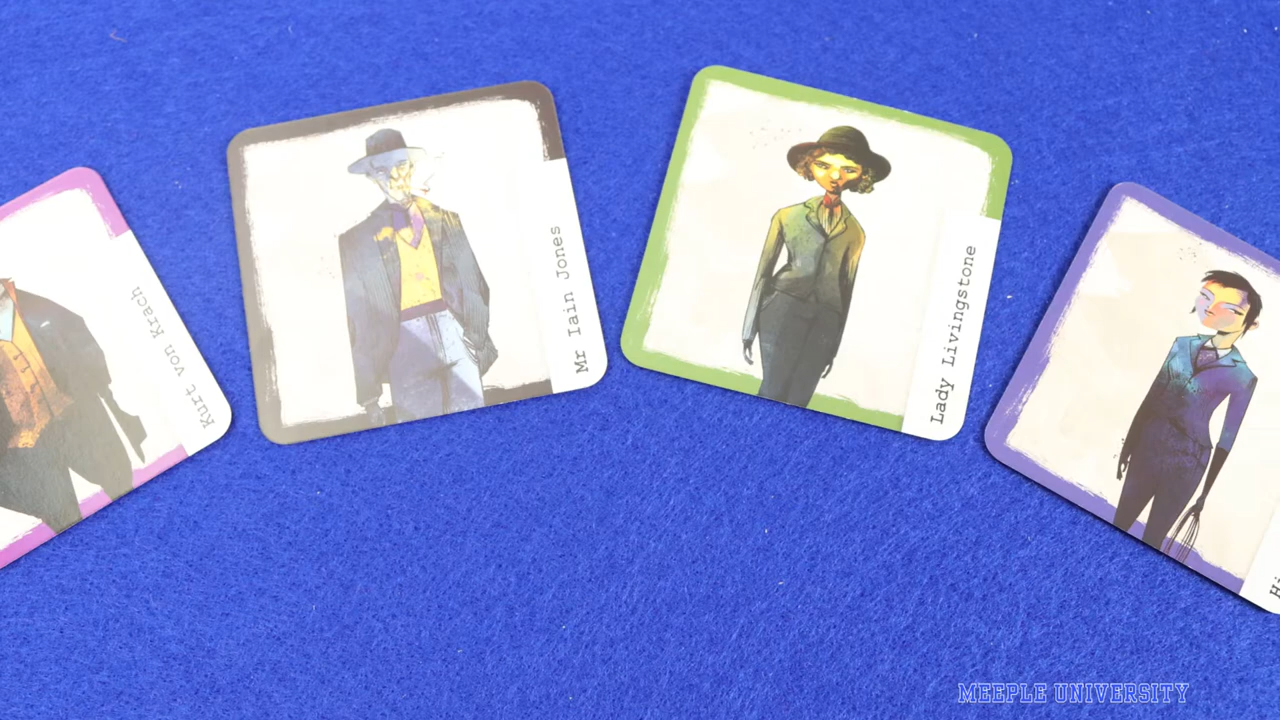 Kurt von Krach
Mr Iain Jones
Lady Livingstone
MEEPLE UNIVERSITY